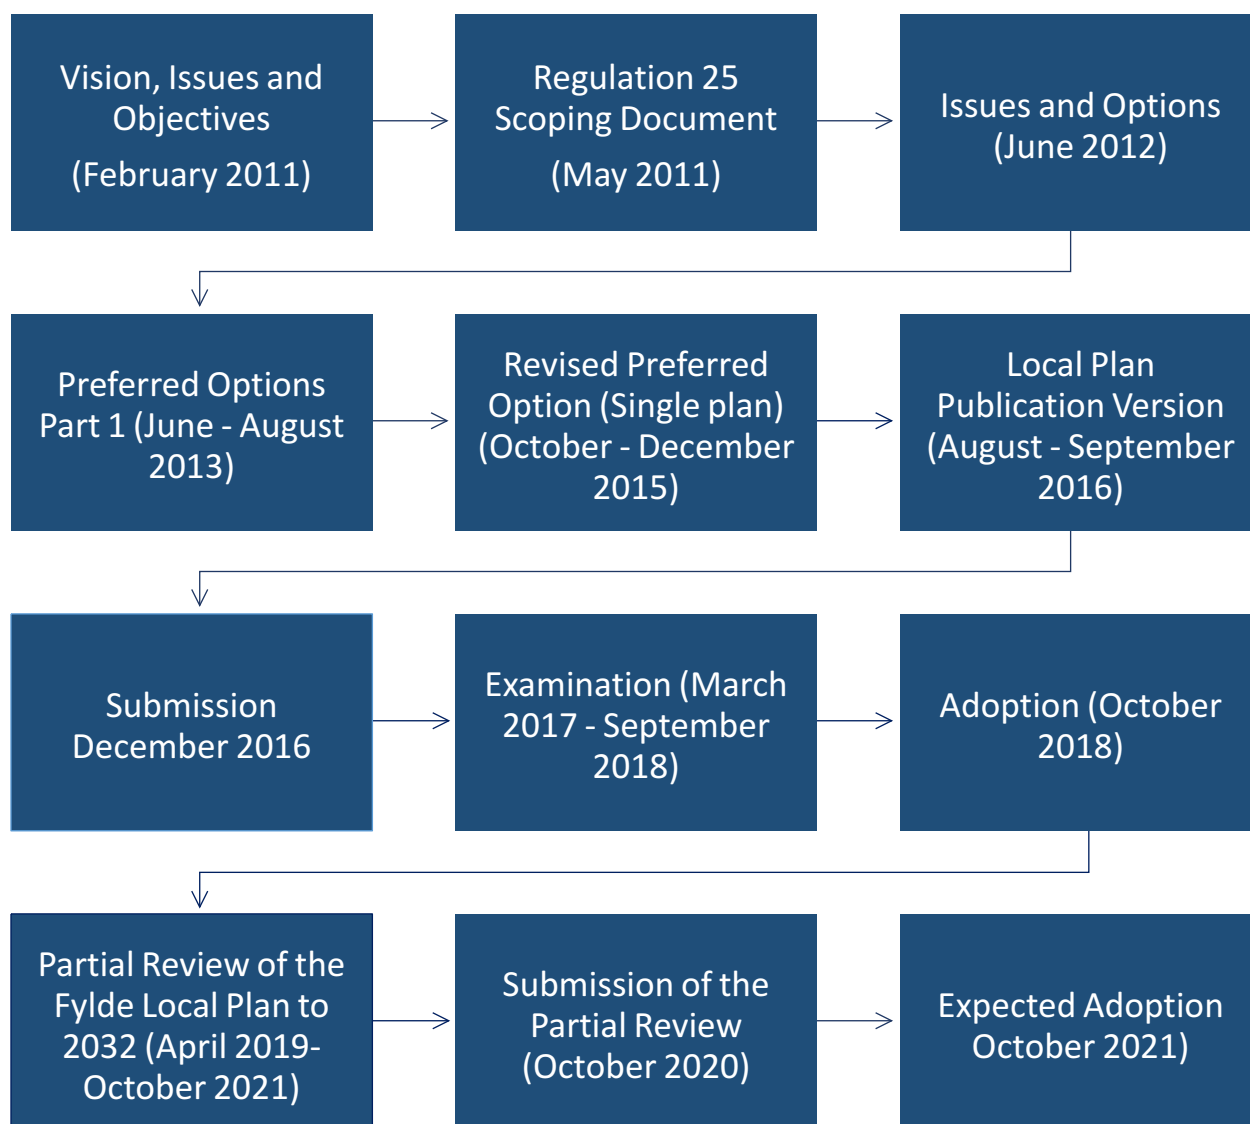 Vision, Issues and
Objectives
(February 2011)
Regulation 25
Scoping Document
(May 2011)
Issues and Options
(June 2012)
Preferred Options
Part 1 (June - August
2013)
Revised Preferred
Option (Single plan)
(October - December
2015)
Local Plan
Publication Version
(August - September
2016)
Submission
December 2016
Examination (March
2017 - September
2018)
Adoption (October
2018)
Partial Review of the
Fylde Local Plan to
2032 (April 2019-
October 2021)
Submission of the
Partial Review
(October 2020)
Expected Adoption
October 2021)